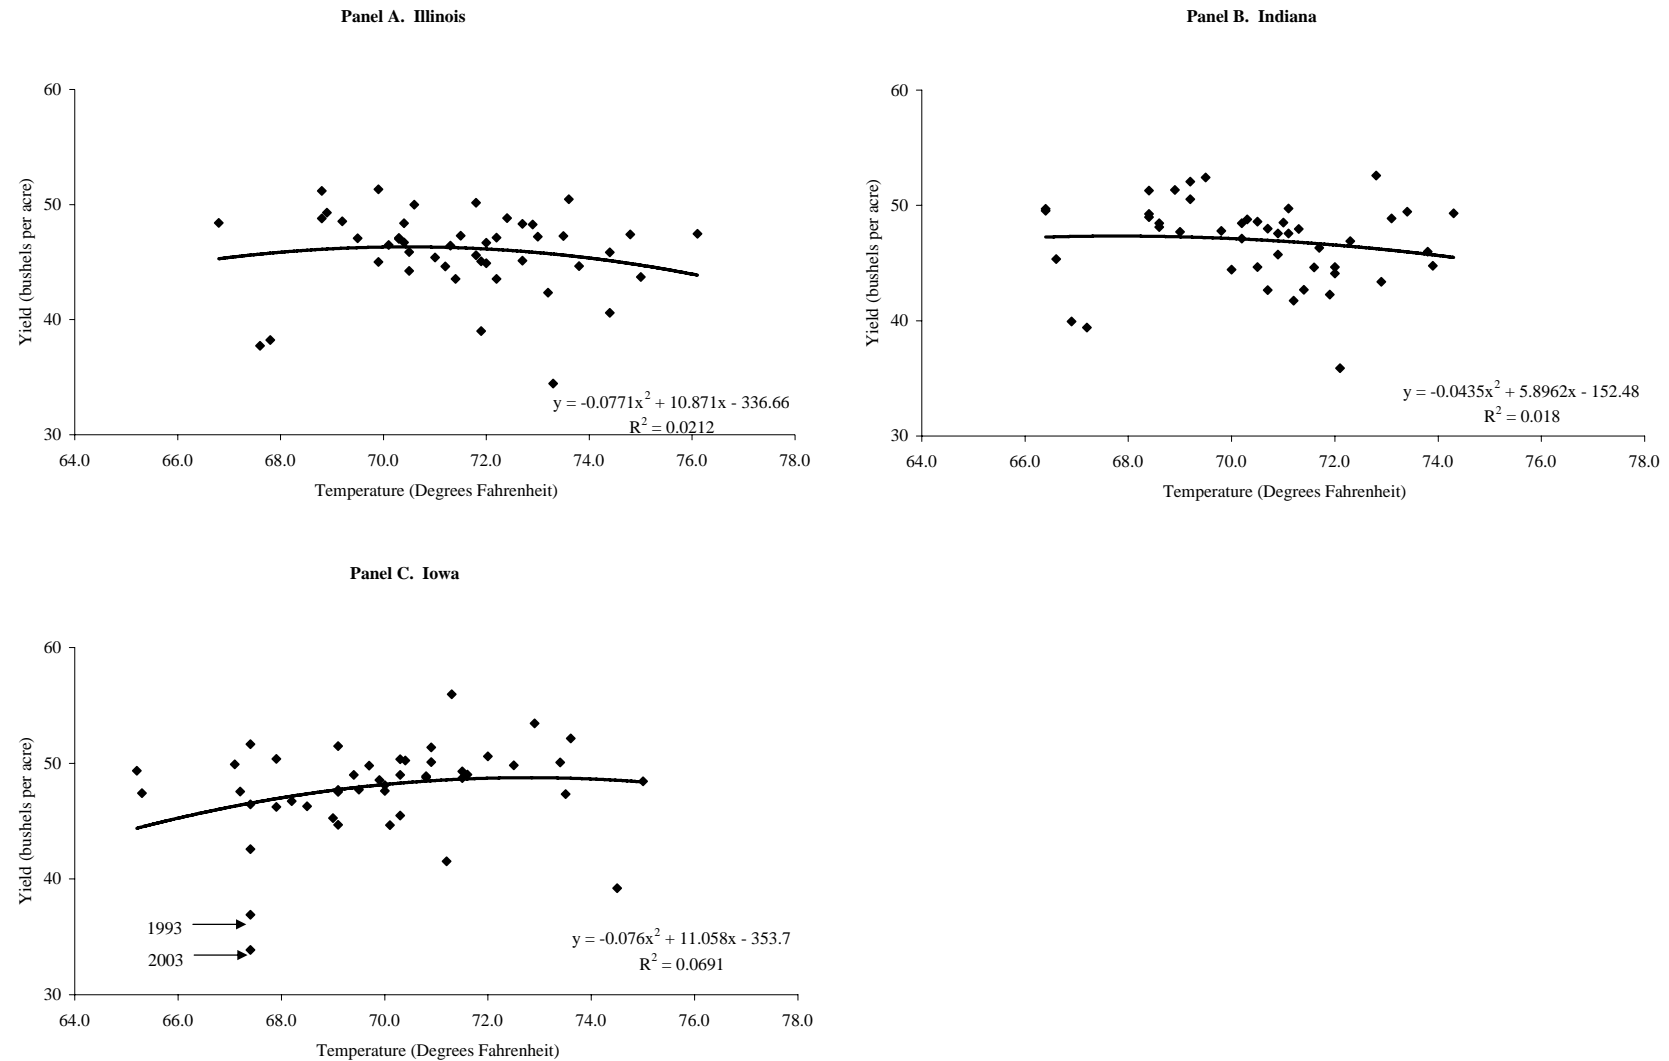 Panel A.  Illinois
60
50
40
30
Yield (bushels per acre)
y = -0.0771x² + 10.871x - 336.66
R² = 0.0212
64.0 66.0 68.0 70.0 72.0 74.0 76.0 78.0
Temperature (Degrees Fahrenheit)
Panel B.  Indiana
60
50
40
30
Yield (bushels per acre)
y = -0.0435x² + 5.8962x - 152.48
R² = 0.018
64.0 66.0 68.0 70.0 72.0 74.0 76.0 78.0
Temperature (Degrees Fahrenheit)
Panel C.  Iowa
60
50
40
30
Yield (bushels per acre)
1993
2003
y = -0.076x² + 11.058x - 353.7
R² = 0.0691
64.0 66.0 68.0 70.0 72.0 74.0 76.0 78.0
Temperature (Degrees Fahrenheit)